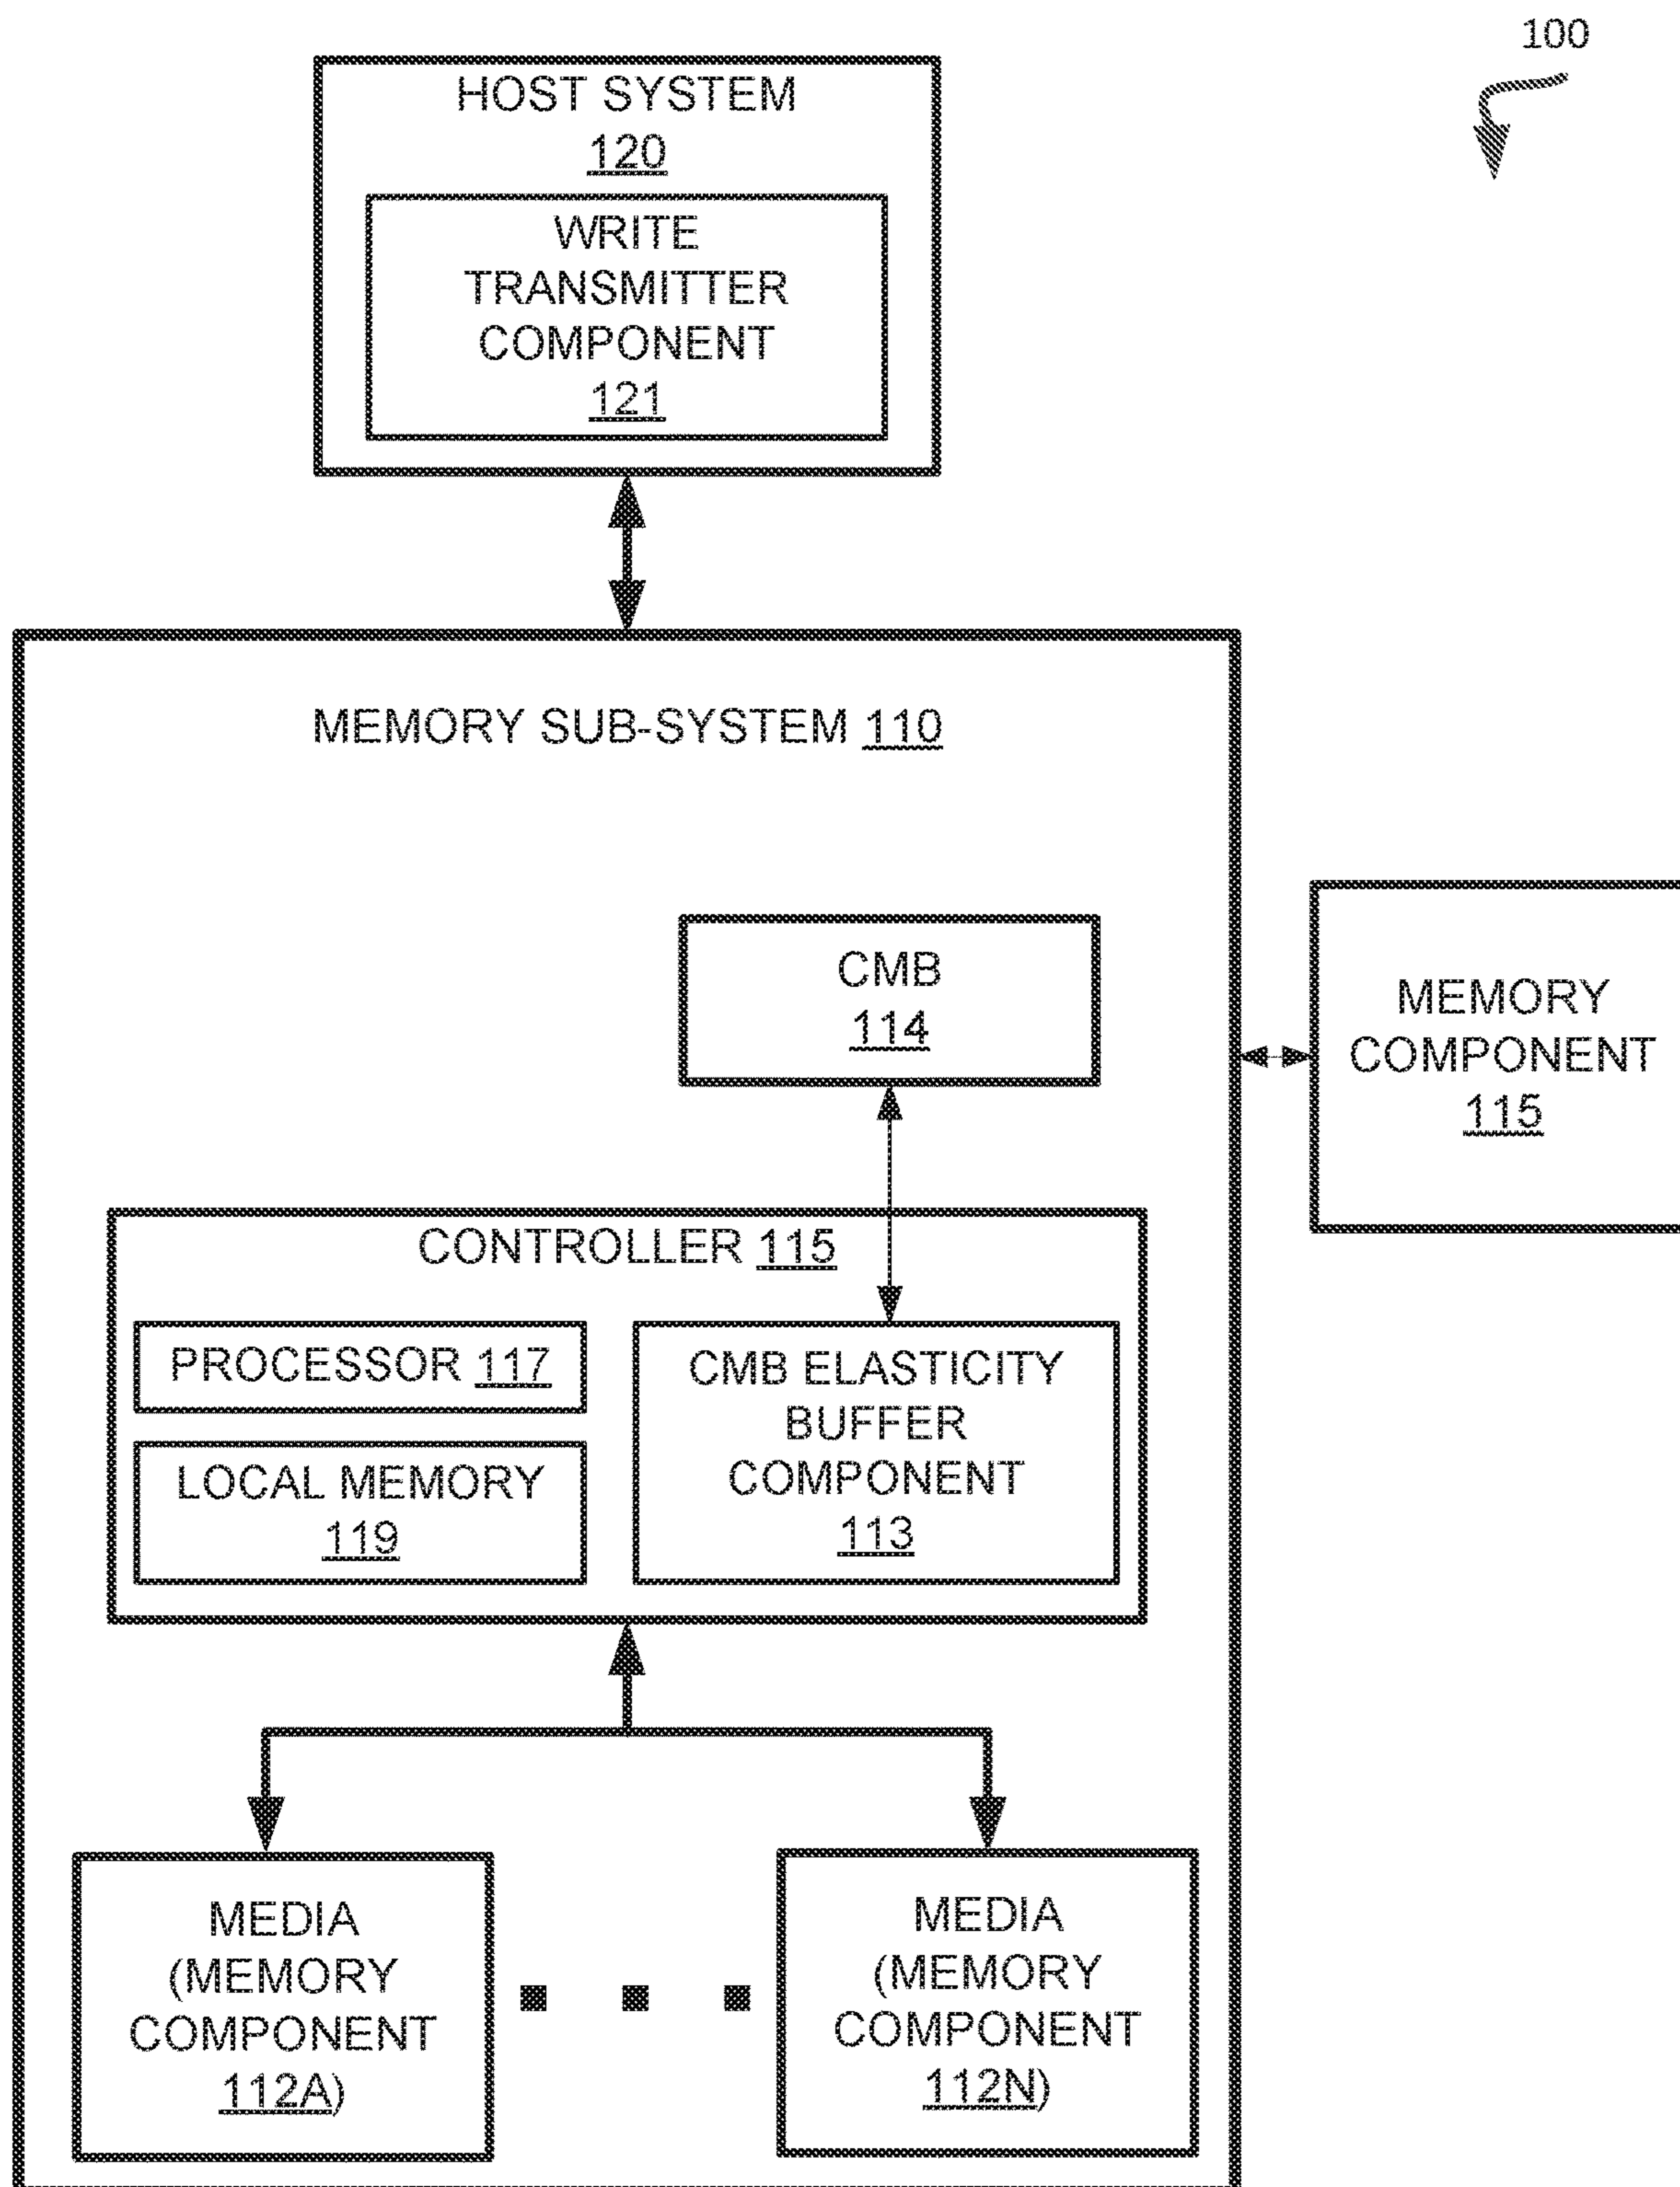 100
HOST SYSTEM
120
WRITE
TRANSMITTER
COMPONENT
121
MEMORY SUB-SYSTEM 110
CMB
114
MEMORY
COMPONENT
115
CONTROLLER 115
PROCESSOR 117
LOCAL MEMORY
119
CMB ELASTICITY
BUFFER
COMPONENT
113
MEDIA
(MEMORY
COMPONENT
112A)
MEDIA
(MEMORY
COMPONENT
112N)